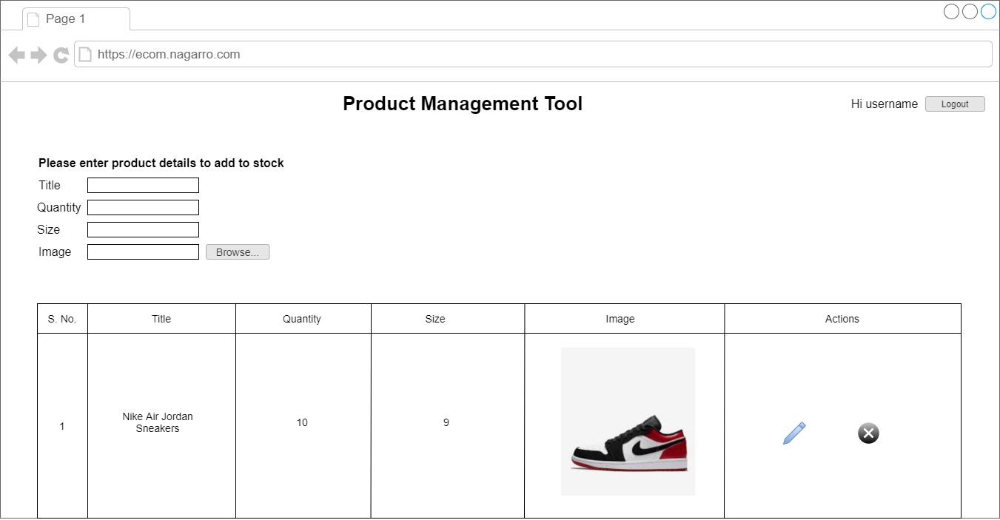 Page 1
https://ecom.nagarro.com
Product Management Tool
Hi username
Logout
Please enter product details to add to stock
Title
Quantity
Size
Image
Browse...
S. No.
Title
Quantity
Size
Image
Actions
1
Nike Air Jordan
Sneakers
10
9